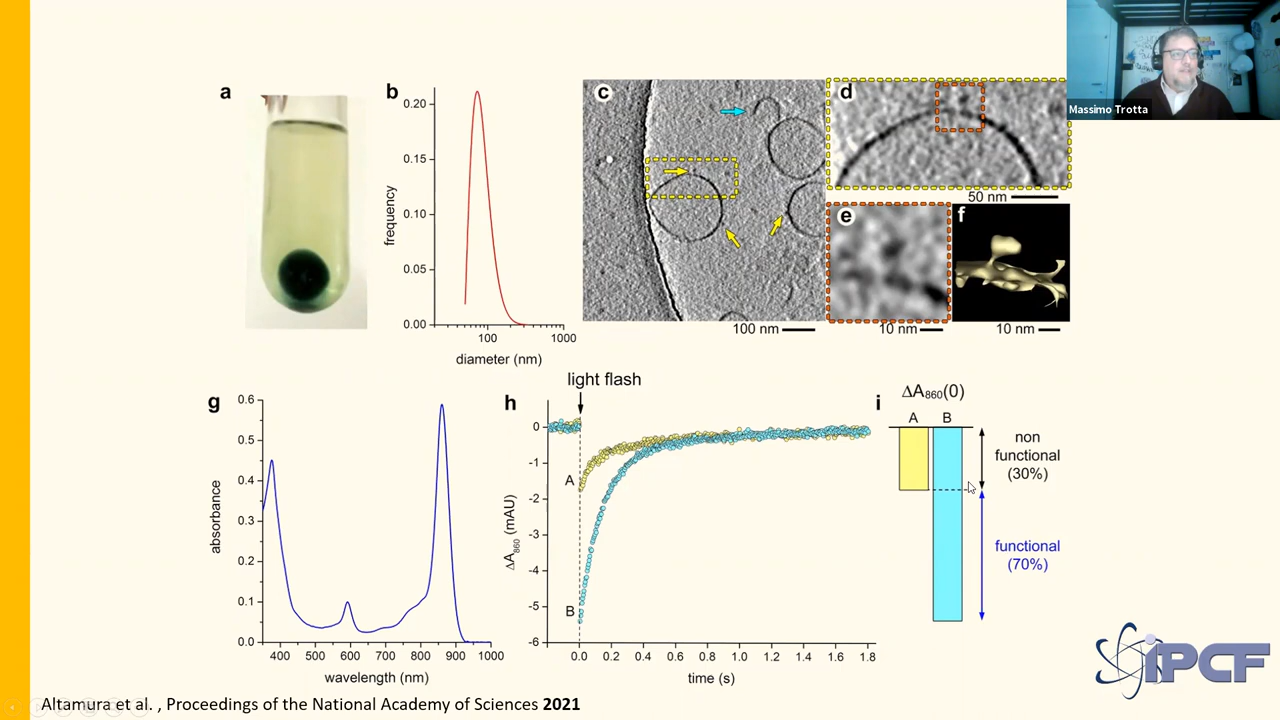 Massimo Trotta
a
b
0.20
0.15
0.10
0.05
0.00
frequency
100
1000
diameter (nm)
c
100 nm
d
50 nm
e
10 nm
f
10 nm
g
0.6
0.5
0.4
0.3
0.2
0.1
0.0
absorbance
400 500 600 700 800 900 1000
wavelength (nm)
light flash
h
0
-1
-2
-3
-4
-5
-6
ΔA860 (mAU)
A
B
0.0 0.2 0.4 0.6 0.8 1.0 1.2 1.4 1.6 1.8
time (s)
i
ΔA860(0)
A B
non
functional
(30%)
functional
(70%)
iPCF
Altamura et al. , Proceedings of the National Academy of Sciences 2021